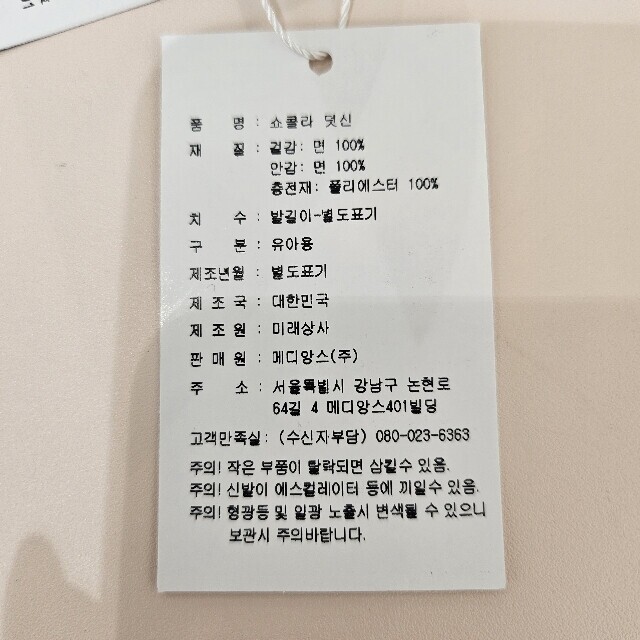 품 명 : 쇼콜라 덧신
재 질 : 겉감: 면 100%
안감: 면 100%
충전재: 폴리에스터 100%
치 수 : 발길이-별도표기
구 분 : 유아용
제조년월 : 별도표기
제 조 국 : 대한민국
제 조 원 : 미래상사
판 매 원 : 메디앙스(주)
주 소 : 서울특별시 강남구 논현로
64길 4 메디앙스401빌딩
고객만족실: (수신자부담) 080-023-6363
주의! 작은 부품이 탈락되면 삼킬수 있음.
주의! 신발이 에스컬레이터 등에 끼일수 있음.
주의! 형광등 및 일광 노출시 변색될 수 있으니
보관시 주의바랍니다.